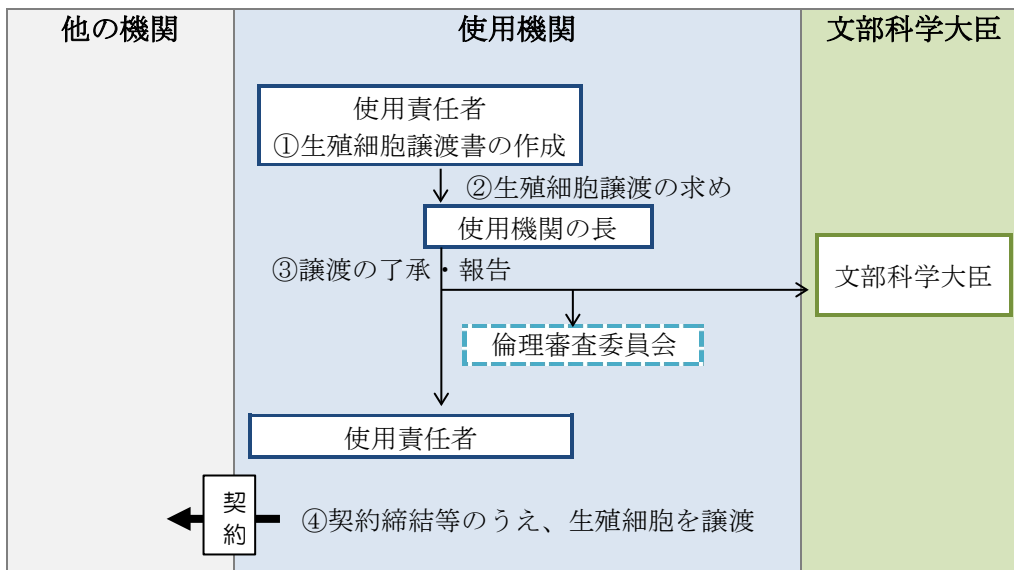 他の機関
使用機関
文部科学大臣
使用責任者
①生殖細胞譲渡書の作成
②生殖細胞譲渡の求め
使用機関の長
③譲渡の了承・報告
文部科学大臣
倫理審査委員会
使用責任者
契
約
④契約締結等のうえ、生殖細胞を譲渡